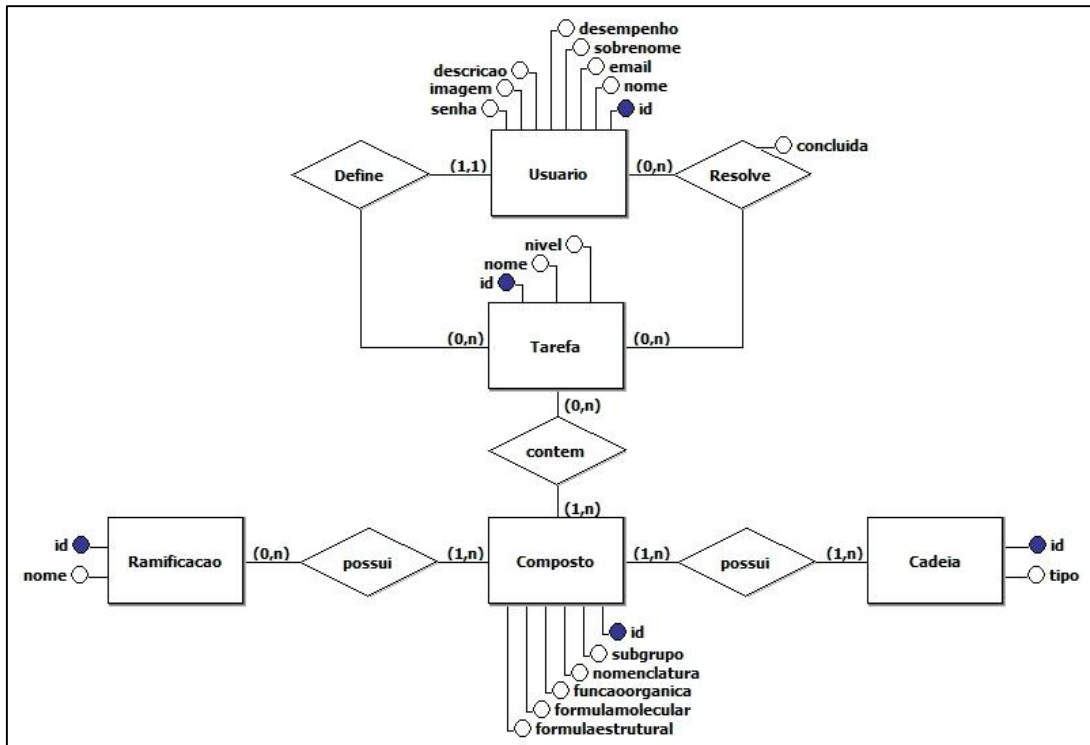 desempenho
sobrenome
descricao
email
imagem
nome
senha
id
concluida
Define
(1,1)
Usuario
(0,n)
Resolve
nivel
nome
id
(0,n)
Tarefa
(0,n)
(0,n)
contem
(1,n)
id
nome
Ramificacao
(0,n)
possui
(1,n)
Composto
(1,n)
possui
(1,n)
Cadeia
id
tipo
id
subgrupo
nomenclatura
funcaoorganica
formulamolecular
formulaestrutural